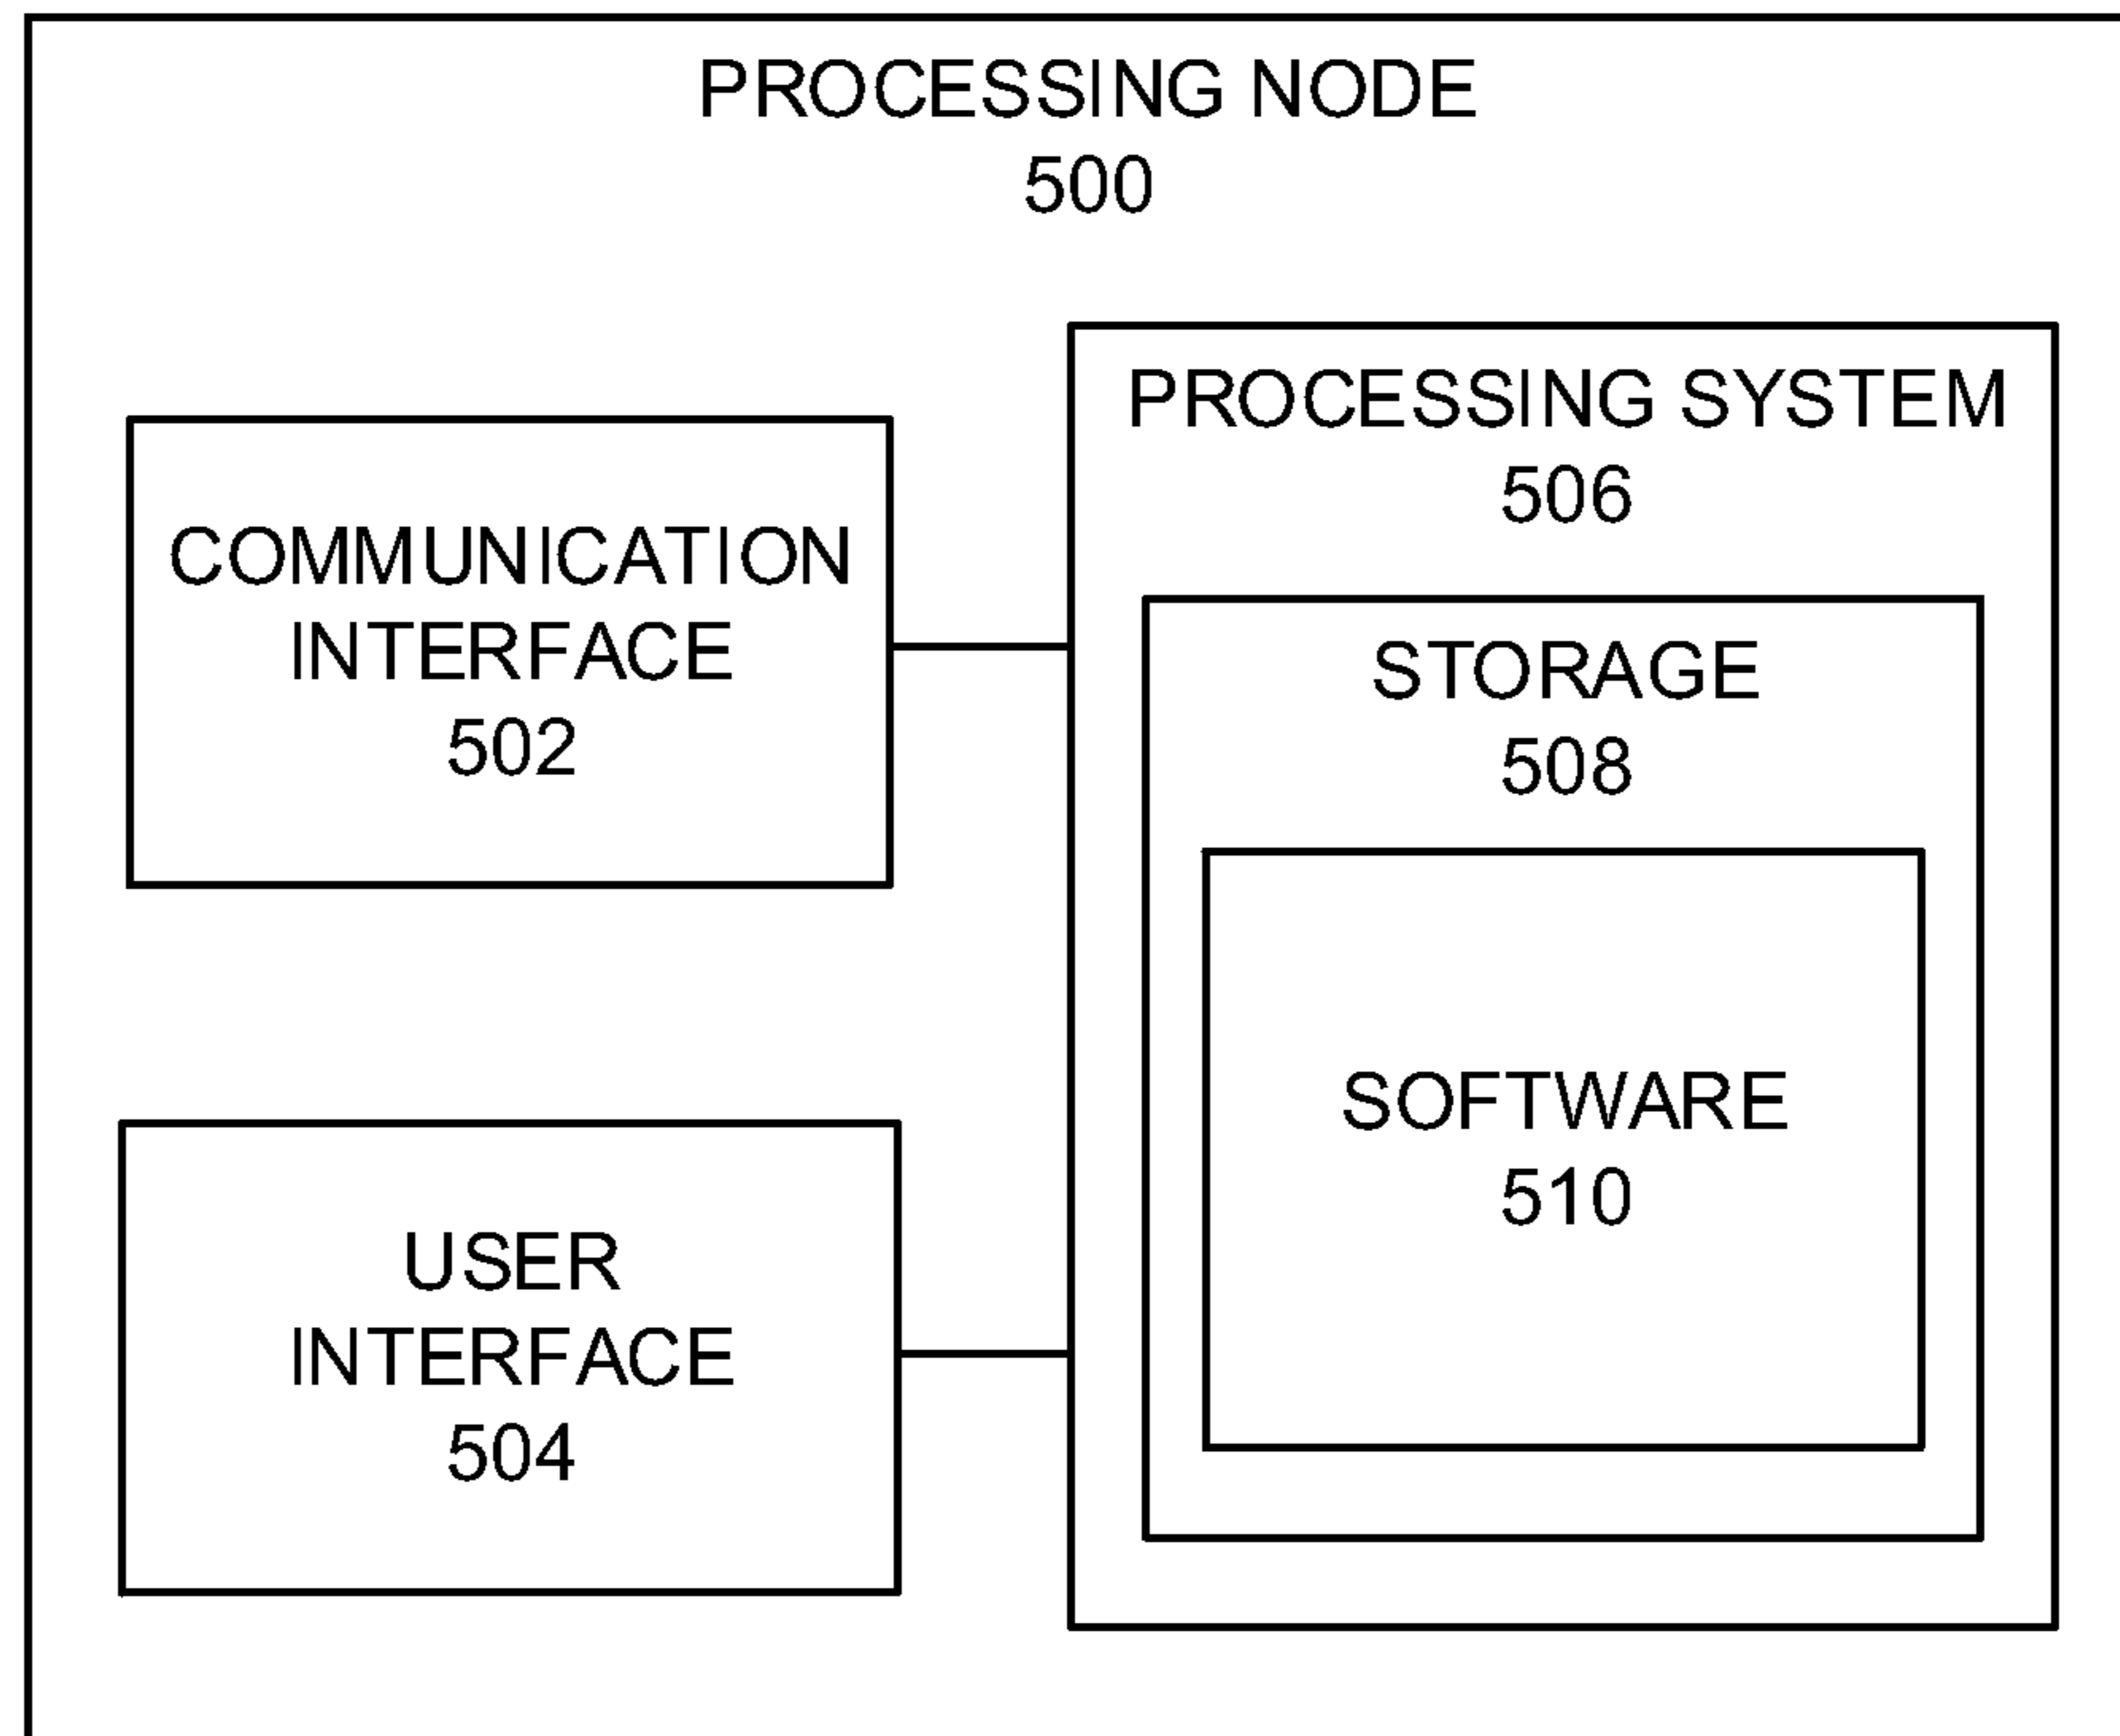 PROCESSING NODE
500
PROCESSING SYSTEM
506
COMMUNICATION
INTERFACE
502
STORAGE
508
SOFTWARE
510
USER
INTERFACE
504